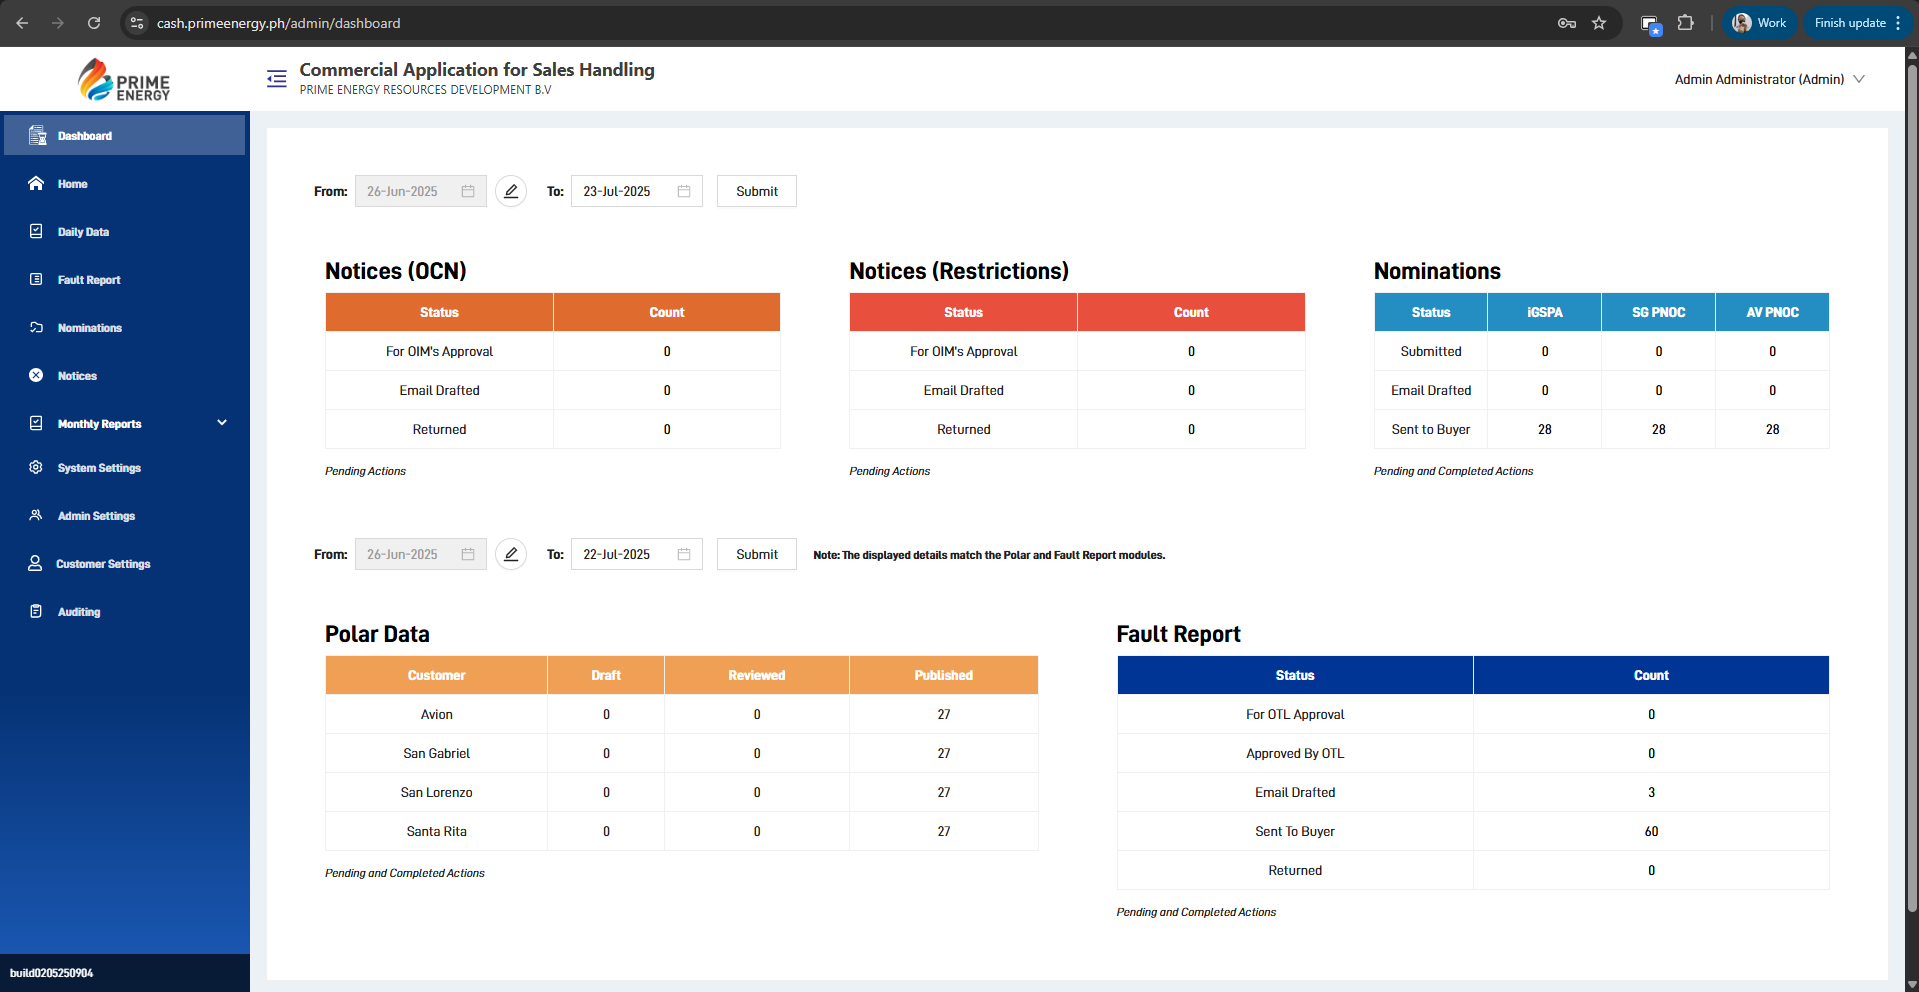 cash.primeenergy.ph/admin/dashboard
Work
Finish update
PRIME
ENERGY
Commercial Application for Sales Handling
PRIME ENERGY RESOURCES DEVELOPMENT B.V
Admin Administrator (Admin)
Dashboard
Home
Daily Data
Fault Report
Nominations
Notices
Monthly Reports
System Settings
Admin Settings
Customer Settings
Auditing
build0205250904
From: 26-Jun-2025 To: 23-Jul-2025 Submit
Notices (OCN)
Status Count
For OIM's Approval 0
Email Drafted 0
Returned 0
Pending Actions
Notices (Restrictions)
Status Count
For OIM's Approval 0
Email Drafted 0
Returned 0
Pending Actions
Nominations
Status iGSPA SG PNOC AV PNOC
Submitted 0 0 0
Email Drafted 0 0 0
Sent to Buyer 28 28 28
Pending and Completed Actions
From: 26-Jun-2025 To: 22-Jul-2025 Submit Note: The displayed details match the Polar and Fault Report modules.
Polar Data
Customer Draft Reviewed Published
Avion 0 0 27
San Gabriel 0 0 27
San Lorenzo 0 0 27
Santa Rita 0 0 27
Pending and Completed Actions
Fault Report
Status Count
For OTL Approval 0
Approved By OTL 0
Email Drafted 3
Sent To Buyer 60
Returned 0
Pending and Completed Actions